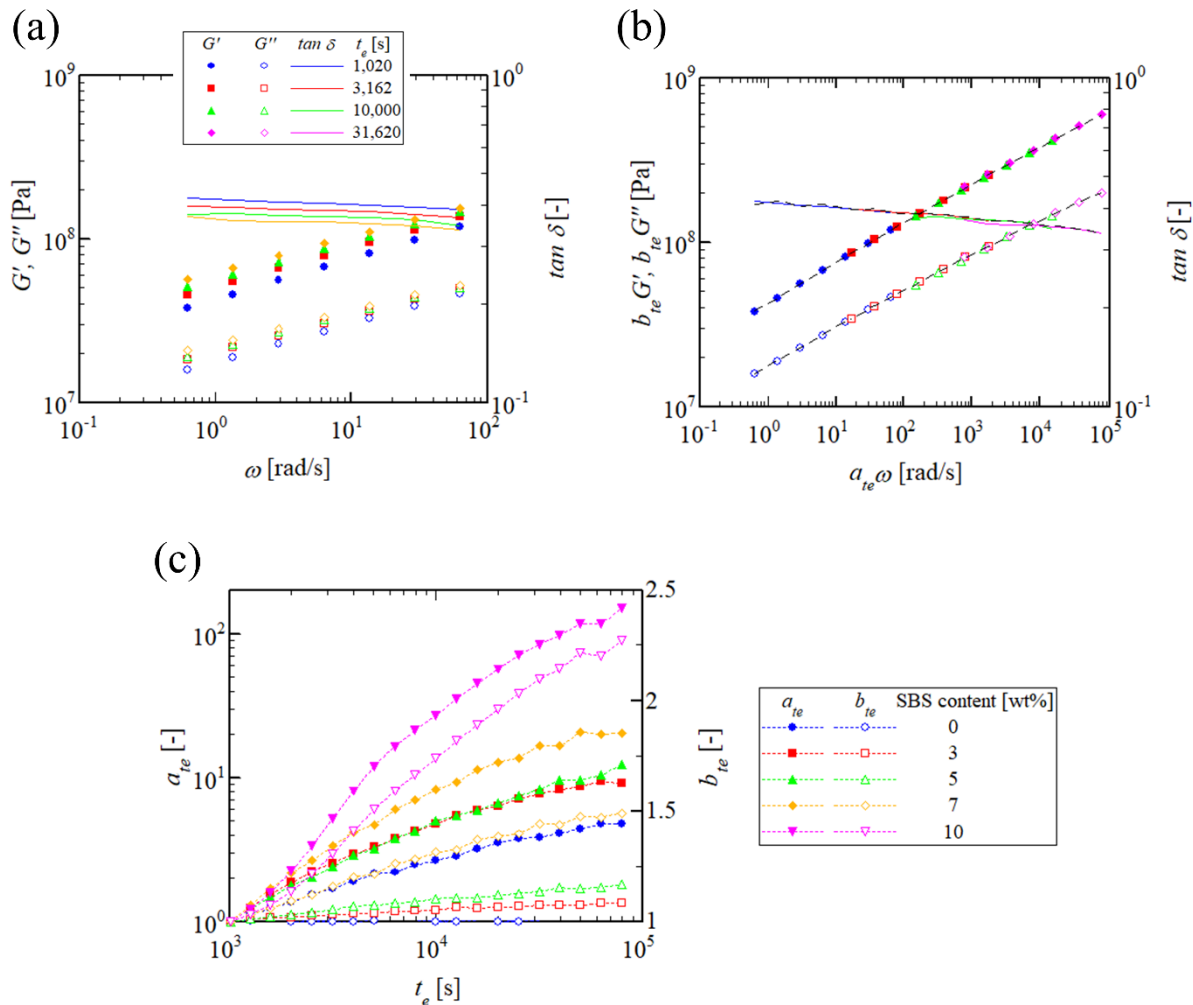 (a)
G′ G″ tan δ t_e [s]
1,020
3,162
10,000
31,620
10^9
10^8
10^7
G′, G″ [Pa]
10^0
10^-1
tan δ [-]
10^-1 10^0 10^1 10^2
ω [rad/s]
(b)
10^9
10^8
10^7
b_te G′, b_te G″ [Pa]
10^0
10^-1
tan δ [-]
10^-1 10^0 10^1 10^2 10^3 10^4 10^5
a_te ω [rad/s]
(c)
10^2
10^1
10^0
a_te [-]
2.5
2
1.5
1
b_te [-]
10^3 10^4 10^5
t_e [s]
a_te b_te SBS content [wt%]
0
3
5
7
10